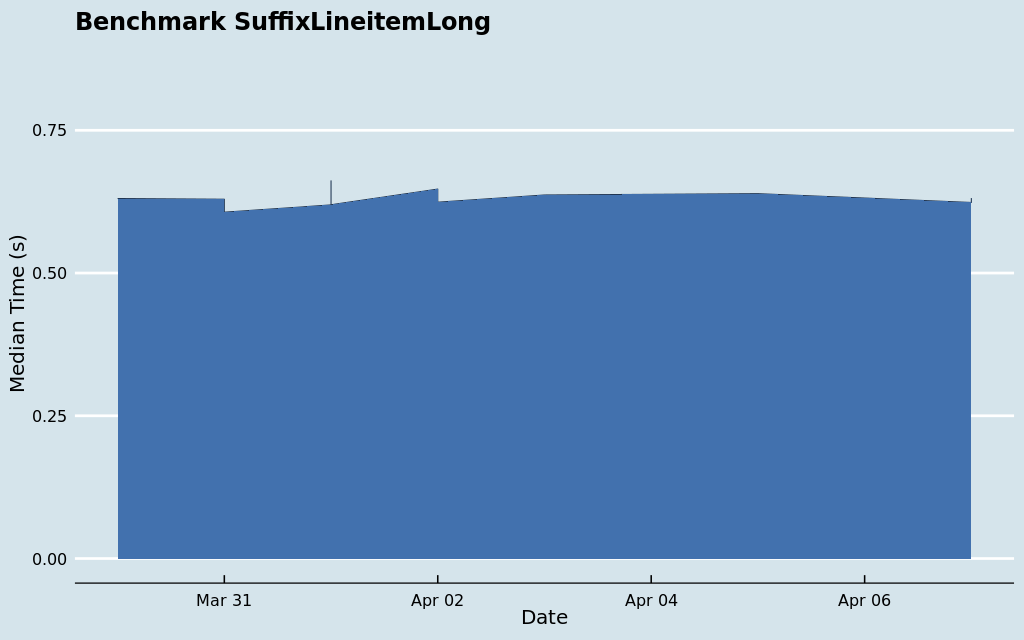 Benchmark SuffixLineitemLong
0.75
0.50
0.25
0.00
Median Time (s)
Mar 31
Apr 02
Apr 04
Apr 06
Date